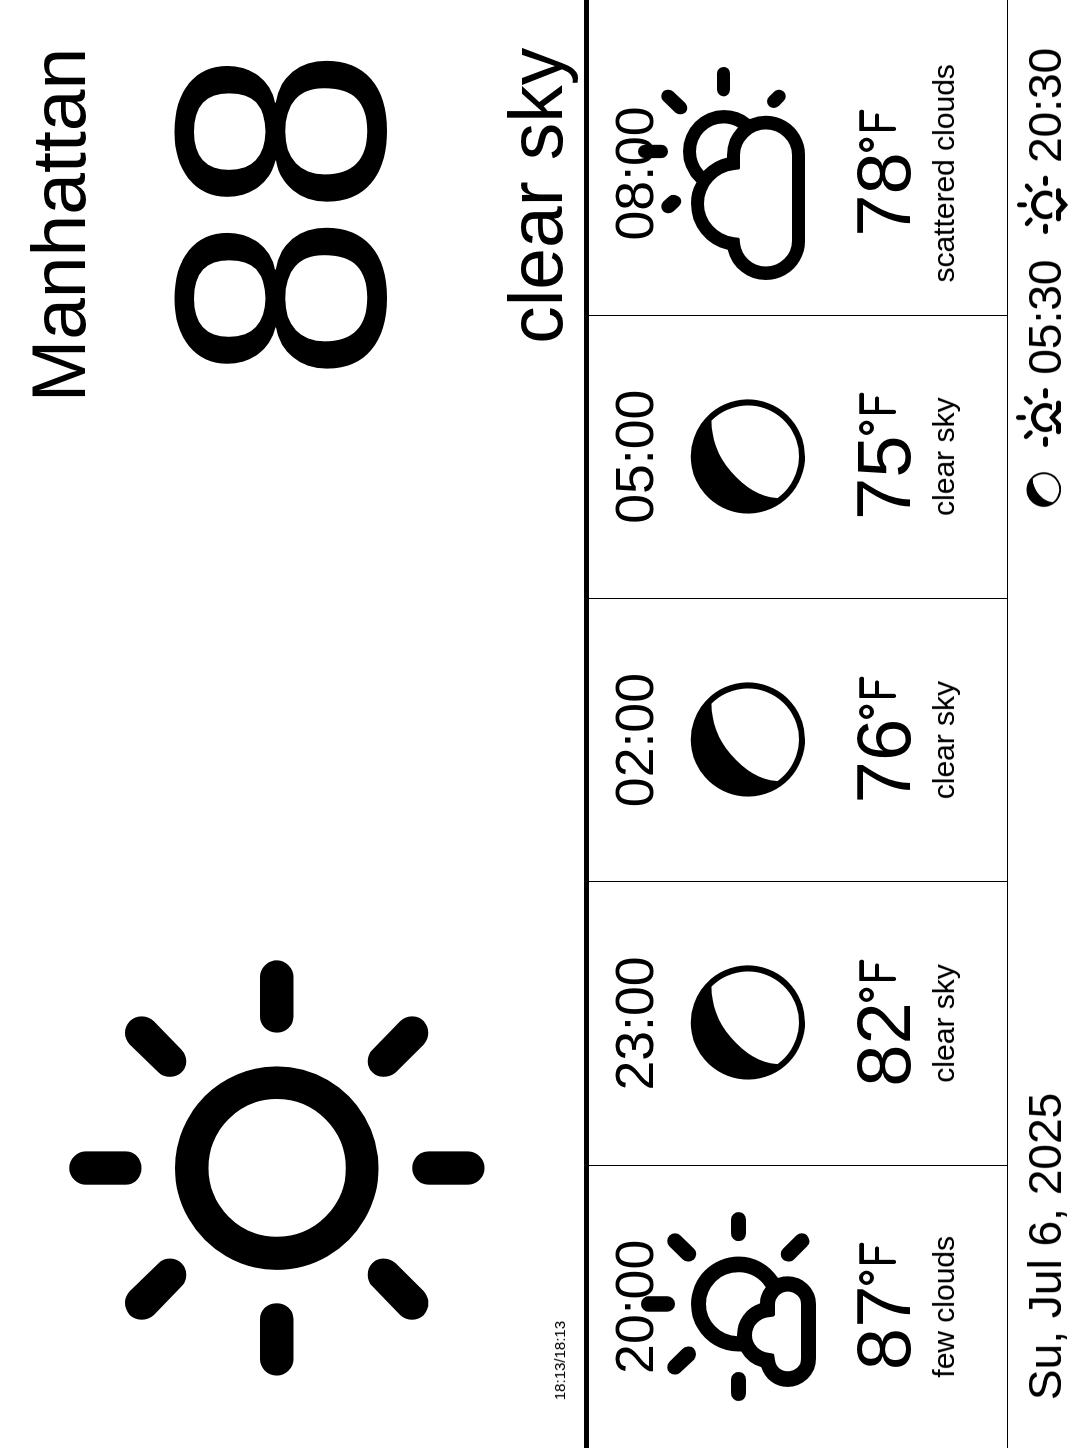 Manhattan
88
clear sky
18:13/18:13
20:00
87°F
few clouds
23:00
82°F
clear sky
02:00
76°F
clear sky
05:00
75°F
clear sky
08:00
78°F
scattered clouds
Su, Jul 6, 2025
05:30
20:30